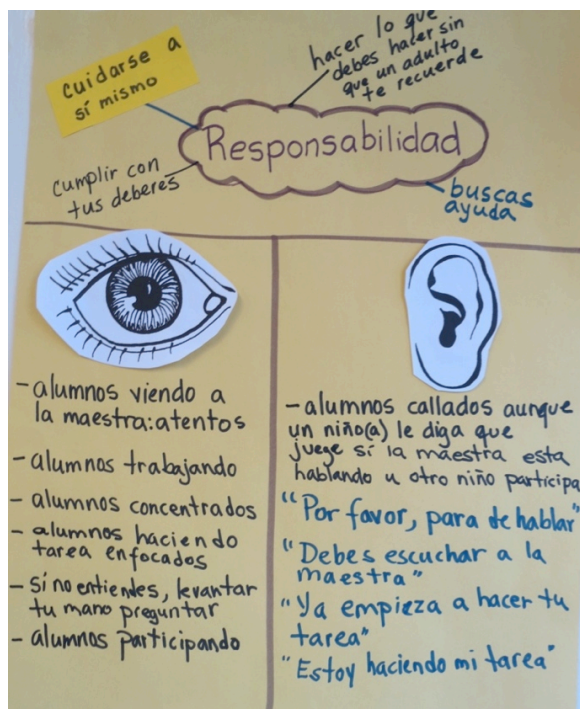 cuidarse a
sí mismo
hacer lo que
debes hacer sin
que un adulto
te recuerde
Responsabilidad
cumplir con
tus deberes
buscas
ayuda
-alumnos viendo a
la maestra:atentos
-alumnos trabajando
-alumnos concentrados
-alumnos haciendo
tarea enfocados
-si no entiendes, levantar
tu mano preguntar
-alumnos participando
-alumnos callados aunque
un niño(a) le diga que
juege sí la maestra esta
hablando u otro niño participa
"Por favor, para de hablar"
"Debes escuchar a la
maestra"
"Ya empieza a hacer tu
tarea"
"Estoy haciendo mi tarea"